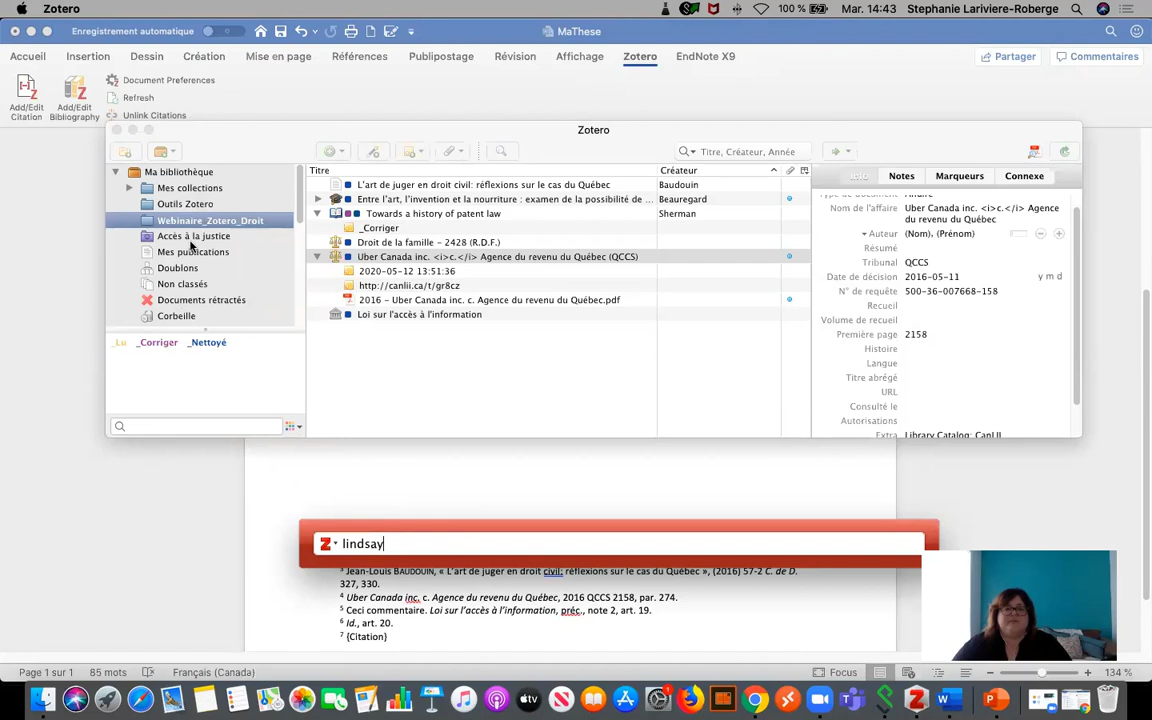 Zotero
100 %
Mar. 14:43 Stephanie Lariviere-Roberge
Enregistrement automatique
MaThese
Accueil Insertion Dessin Création Mise en page Références Publipostage Révision Affichage Zotero EndNote X9 Partager Commentaires
Add/Edit Citation
Add/Edit Bibliography
Document Preferences
Refresh
Unlink Citations
Zotero
Titre, Créateur, Année
Ma bibliothèque
Mes collections
Outils Zotero
Webinaire_Zotero_Droit
Accès à la justice
Mes publications
Doublons
Non classés
Documents rétractés
Corbeille
_Lu _Corriger _Nettoyé
Titre Créateur
L'art de juger en droit civil: réflexions sur le cas du Québec Baudouin
Entre l'art, l'invention et la nourriture : examen de la possibilité de ... Beauregard
Towards a history of patent law Sherman
_Corriger
Droit de la famille - 2428 (R.D.F.)
Uber Canada inc. <i>c.</i> Agence du revenu du Québec (QCCS)
2020-05-12 13:51:36
http://canlii.ca/t/gr8cz
2016 - Uber Canada inc. c. Agence du revenu du Québec.pdf
Loi sur l'accès à l'information
Info Notes Marqueurs Connexe
Type de document Affaire
Nom de l'affaire Uber Canada inc. <i>c.</i> Agence
du revenu du Québec
Auteur (Nom), (Prénom)
Résumé
Tribunal QCCS
Date de décision 2016-05-11 y m d
N° de requête 500-36-007668-158
Recueil
Volume de recueil
Première page 2158
Histoire
Langue
Titre abrégé
URL
Consulté le
Autorisations
Extra Library Catalog: CanLII
Z lindsay
3 Jean-Louis BAUDOUIN, « L'art de juger en droit civil: réflexions sur le cas du Québec », (2016) 57-2 C. de D.
327, 330.
4 Uber Canada inc. c. Agence du revenu du Québec, 2016 QCCS 2158, par. 274.
5 Ceci commentaire. Loi sur l'accès à l'information, préc., note 2, art. 19.
6 Id., art. 20.
7 {Citation}
Page 1 sur 1 85 mots Français (Canada) Focus 134 %